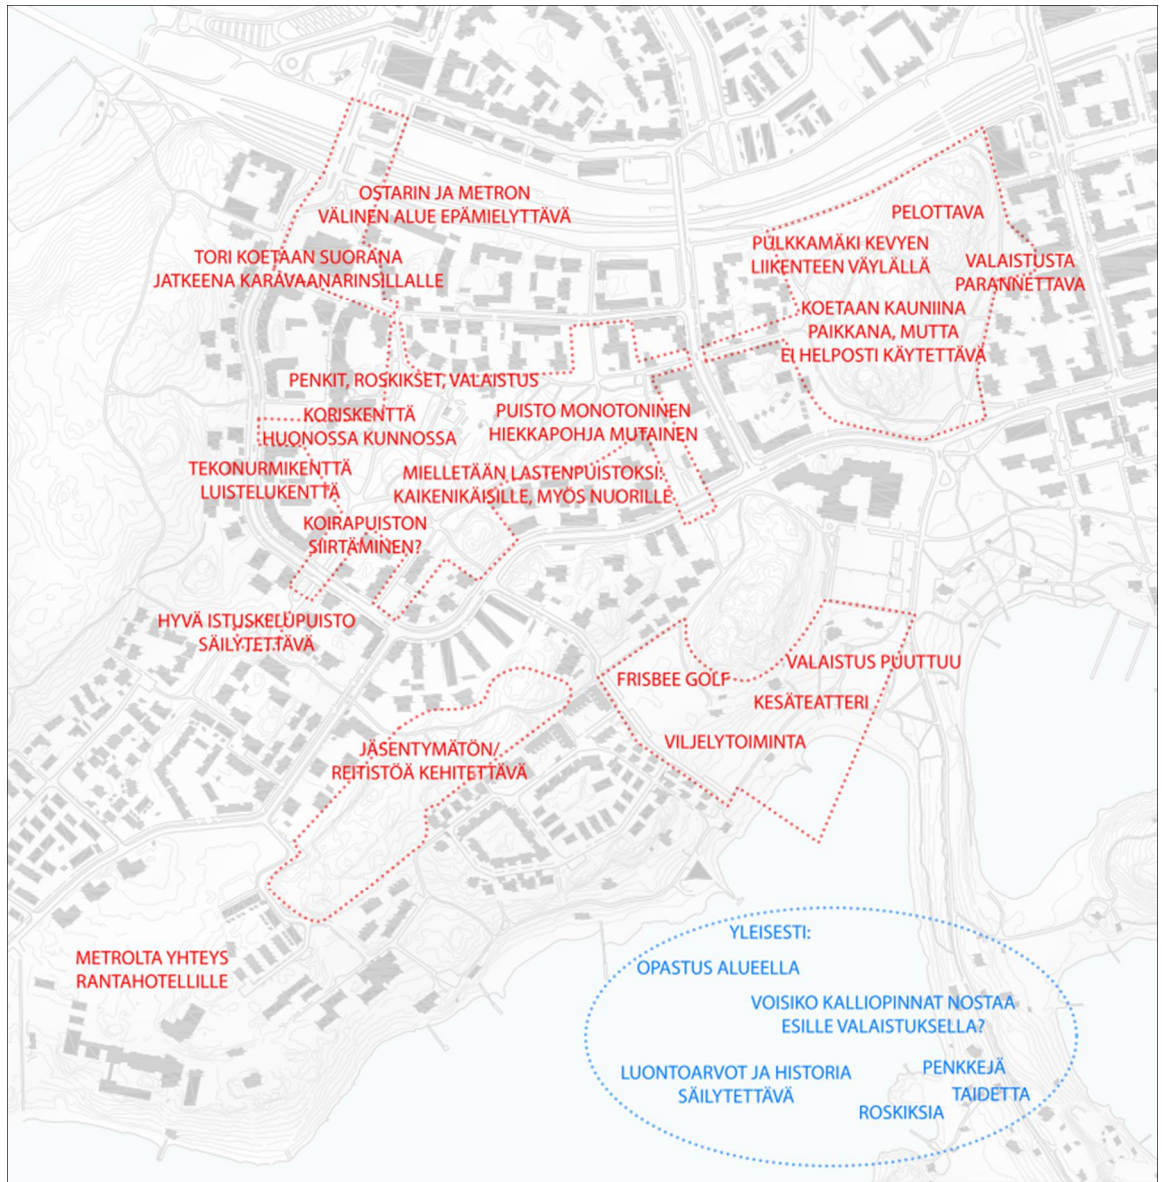 OSTARIN JA METRON
VÄLINEN ALUE EPÄMIELYTTÄVÄ
TORI KOETAAN SUORANA
JATKEENA KARAVAANARINSILLALLE
PELOTTAVA
PULKKAMÄKI KEVYEN
LIIKENTEEN VÄYLÄLLÄ
VALAISTUSTA
PARANNETTAVA
KOETAAN KAUNIINA
PAIKKANA, MUTTA
EI HELPOSTI KÄYTETTÄVÄ
PENKIT, ROSKIKSET, VALAISTUS
KORISKENTTÄ
HUONOSSA KUNNOSSA
PUISTO MONOTONINEN
HIEKKAPOHJA MUTAINEN
TEKONURMIKENTTÄ
LUISTELUKENTTÄ
MIELLETÄÄN LASTENPUISTOKSI:
KAIKENIKÄISILLE, MYÖS NUORILLE
KOIRAPUISTON
SIIRTÄMINEN?
HYVÄ ISTUSKELUPUISTO
SÄILYTETTÄVÄ
VALAISTUS PUUTTUU
FRISBEE GOLF
KESÄTEATTERI
VILJELYTOIMINTA
JÄSENTYMÄTÖN/
REITISTÖÄ KEHITETTÄVÄ
METROLTA YHTEYS
RANTAHOTELLILLE
YLEISESTI:
OPASTUS ALUEELLA
VOISIKO KALLIOPINNAT NOSTAA
ESILLE VALAISTUKSELLA?
LUONTOARVOT JA HISTORIA
SÄILYTETTÄVÄ
PENKKEJÄ
TAIDETTA
ROSKIKSIA